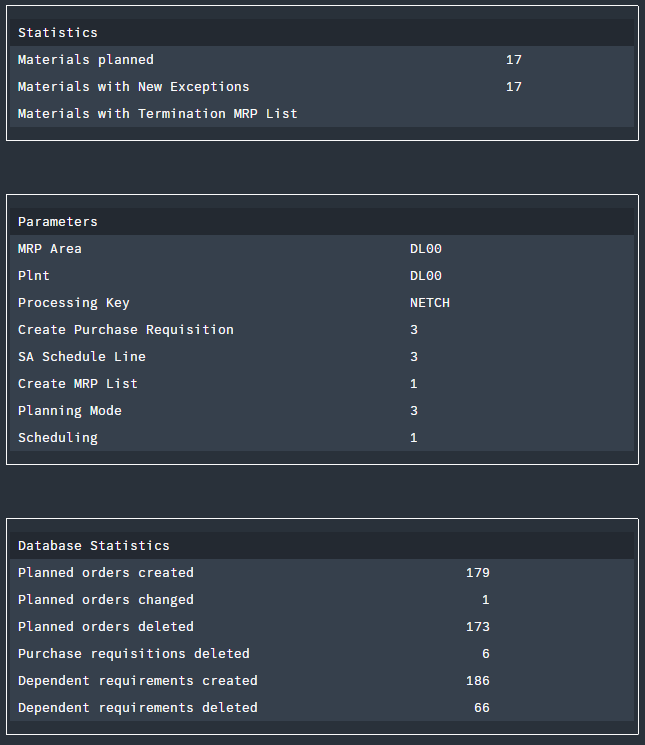 Statistics
Materials planned 17
Materials with New Exceptions 17
Materials with Termination MRP List
Parameters
MRP Area DL00
Plnt DL00
Processing Key NETCH
Create Purchase Requisition 3
SA Schedule Line 3
Create MRP List 1
Planning Mode 3
Scheduling 1
Database Statistics
Planned orders created 179
Planned orders changed 1
Planned orders deleted 173
Purchase requisitions deleted 6
Dependent requirements created 186
Dependent requirements deleted 66